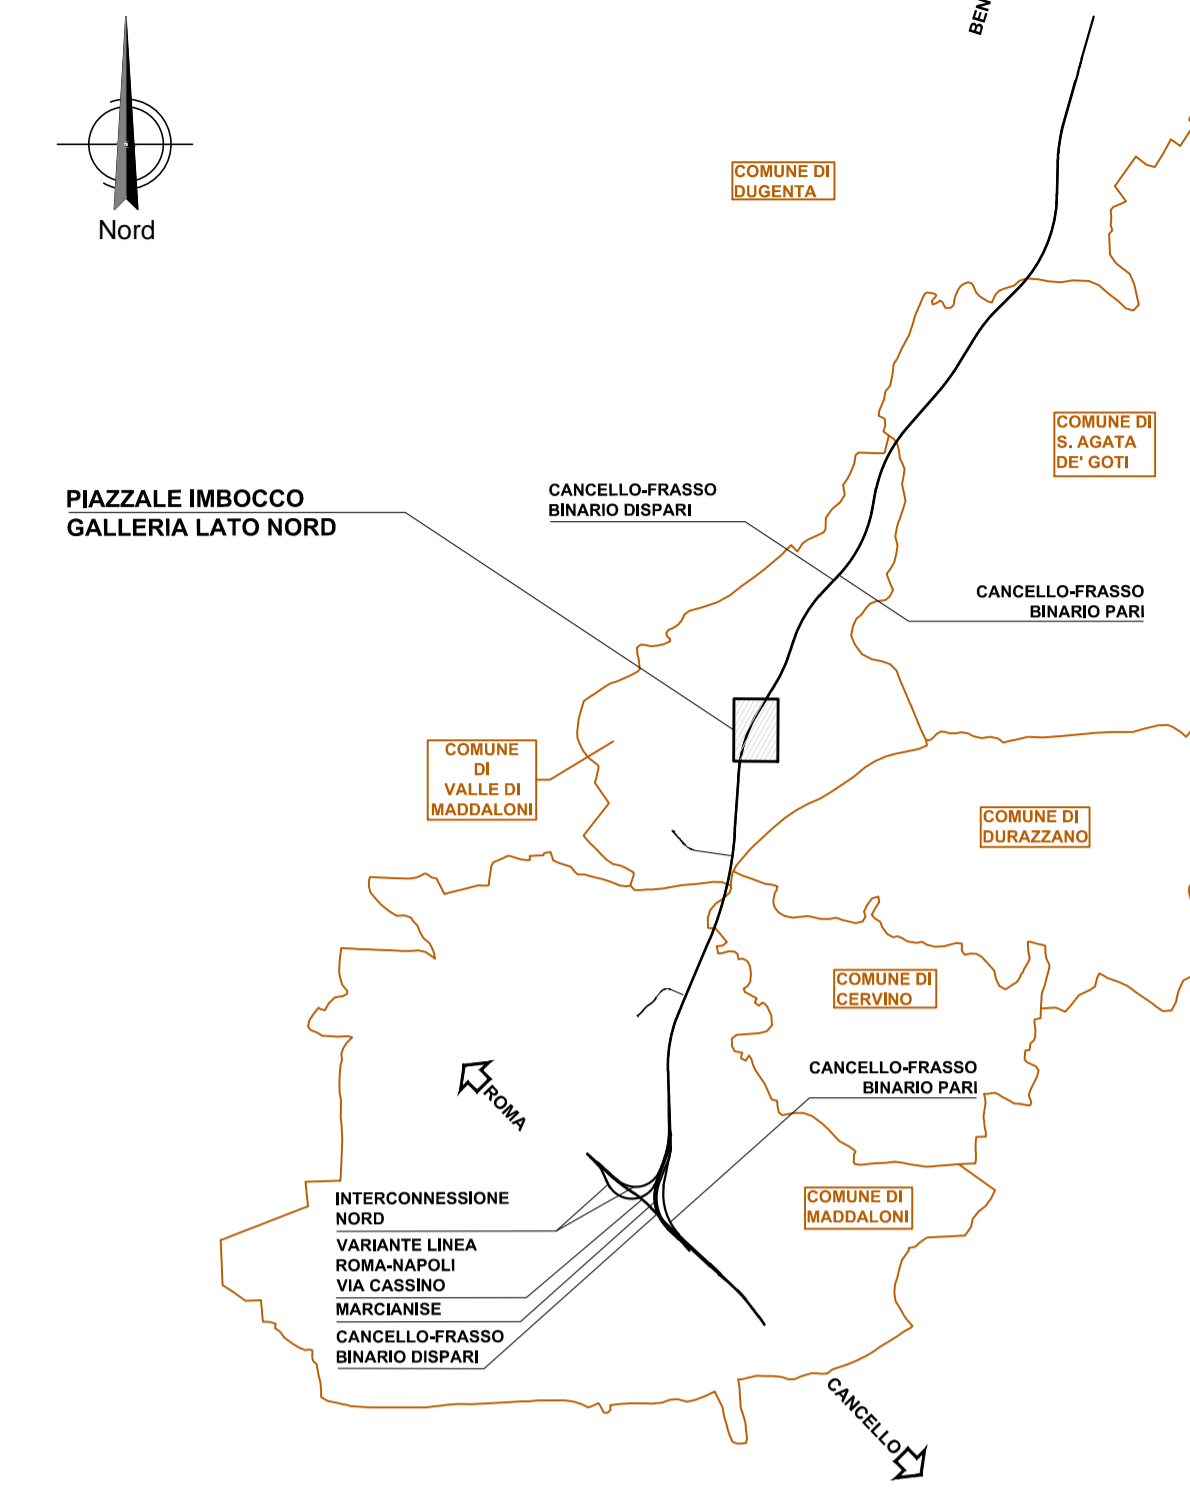 BEN
Nord
COMUNE DI
DUGENTA
COMUNE DI
S. AGATA
DE' GOTI
PIAZZALE IMBOCCO
GALLERIA LATO NORD
CANCELLO-FRASSO
BINARIO DISPARI
CANCELLO-FRASSO
BINARIO PARI
COMUNE
DI
VALLE DI
MADDALONI
COMUNE DI
DURAZZANO
COMUNE DI
CERVINO
CANCELLO-FRASSO
BINARIO PARI
ROMA
COMUNE DI
MADDALONI
INTERCONNESSIONE
NORD
VARIANTE LINEA
ROMA-NAPOLI
VIA CASSINO
MARCIANISE
CANCELLO-FRASSO
BINARIO DISPARI
CANCELLO